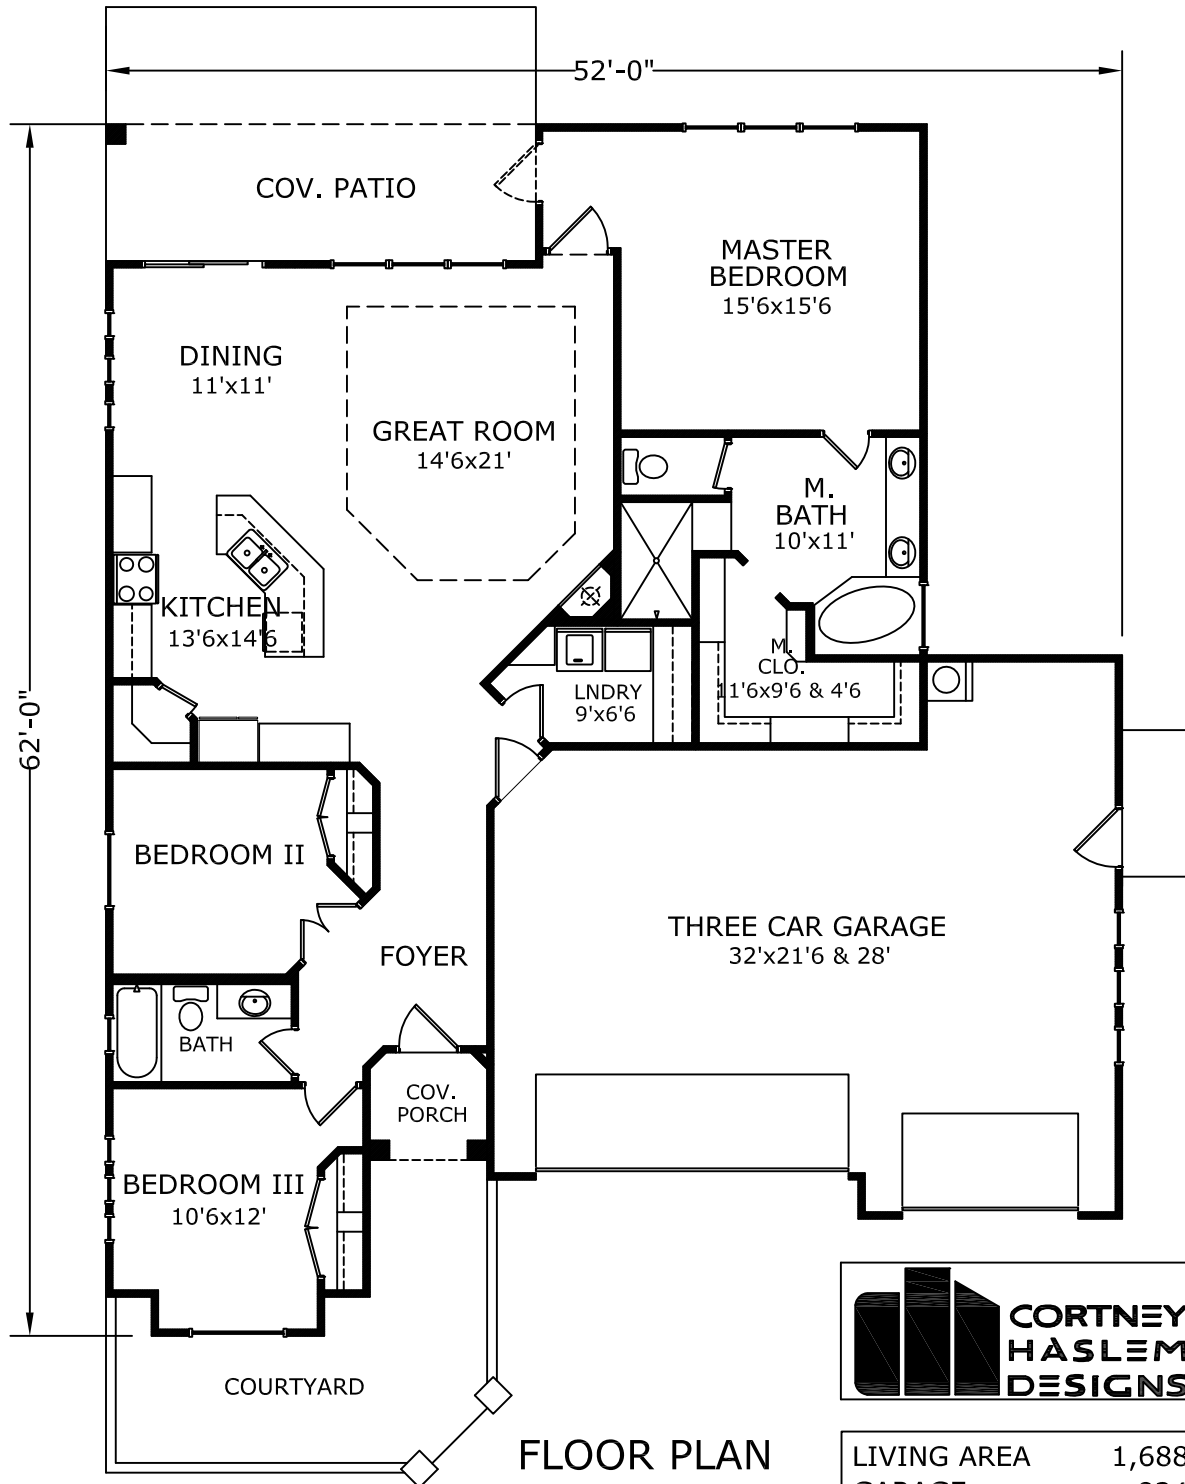 52'-0"
COV. PATIO
MASTER
BEDROOM
15'6x15'6
DINING
11'x11'
GREAT ROOM
14'6x21'
M.
BATH
10'x11'
KITCHEN
13'6x14'6
M.
CLO.
11'6x9'6 & 4'6
LNDRY
9'x6'6
62'-0"
BEDROOM II
THREE CAR GARAGE
32'x21'6 & 28'
FOYER
BATH
COV.
PORCH
BEDROOM III
10'6x12'
CORTNEY
HASLEM
DESIGNS
COURTYARD
FLOOR PLAN
LIVING AREA 1,688
GARAGE